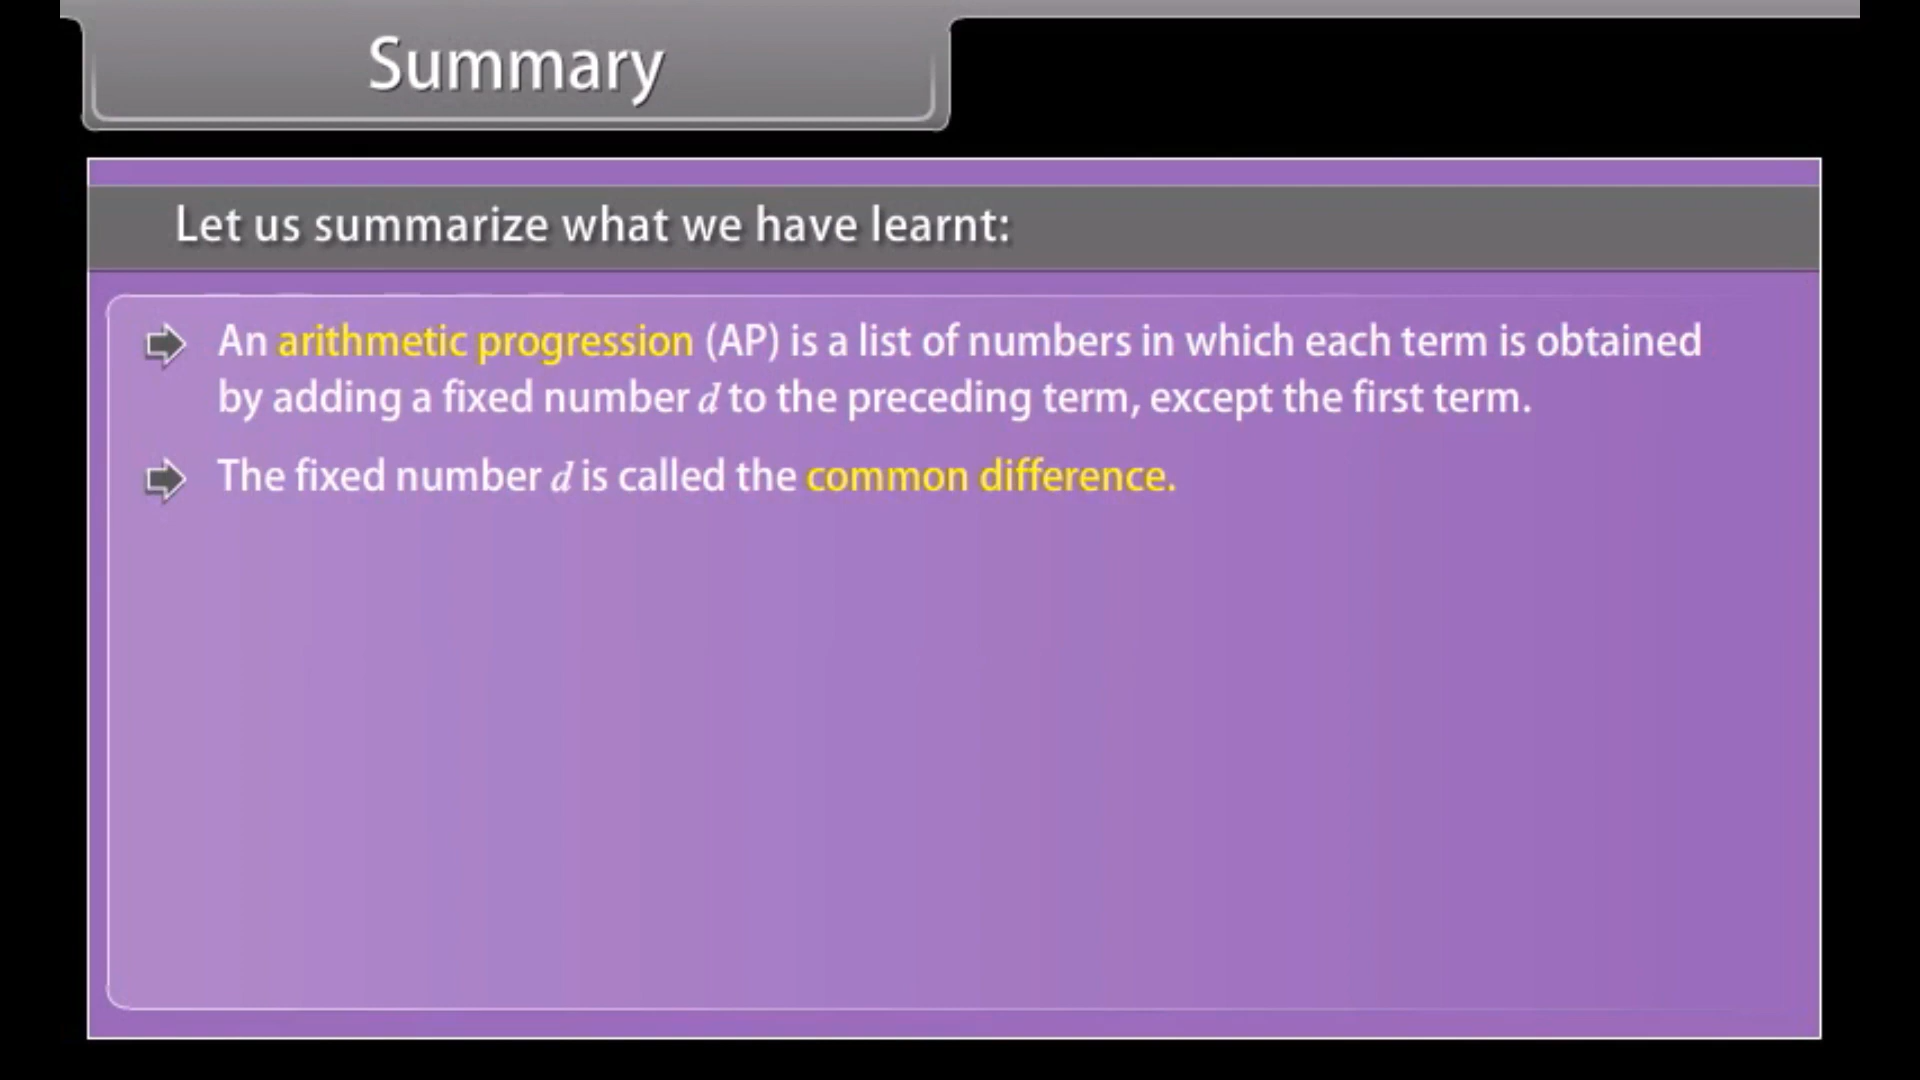 Summary
Let us summarize what we have learnt:
An arithmetic progression (AP) is a list of numbers in which each term is obtained
by adding a fixed number d to the preceding term, except the first term.
The fixed number d is called the common difference.